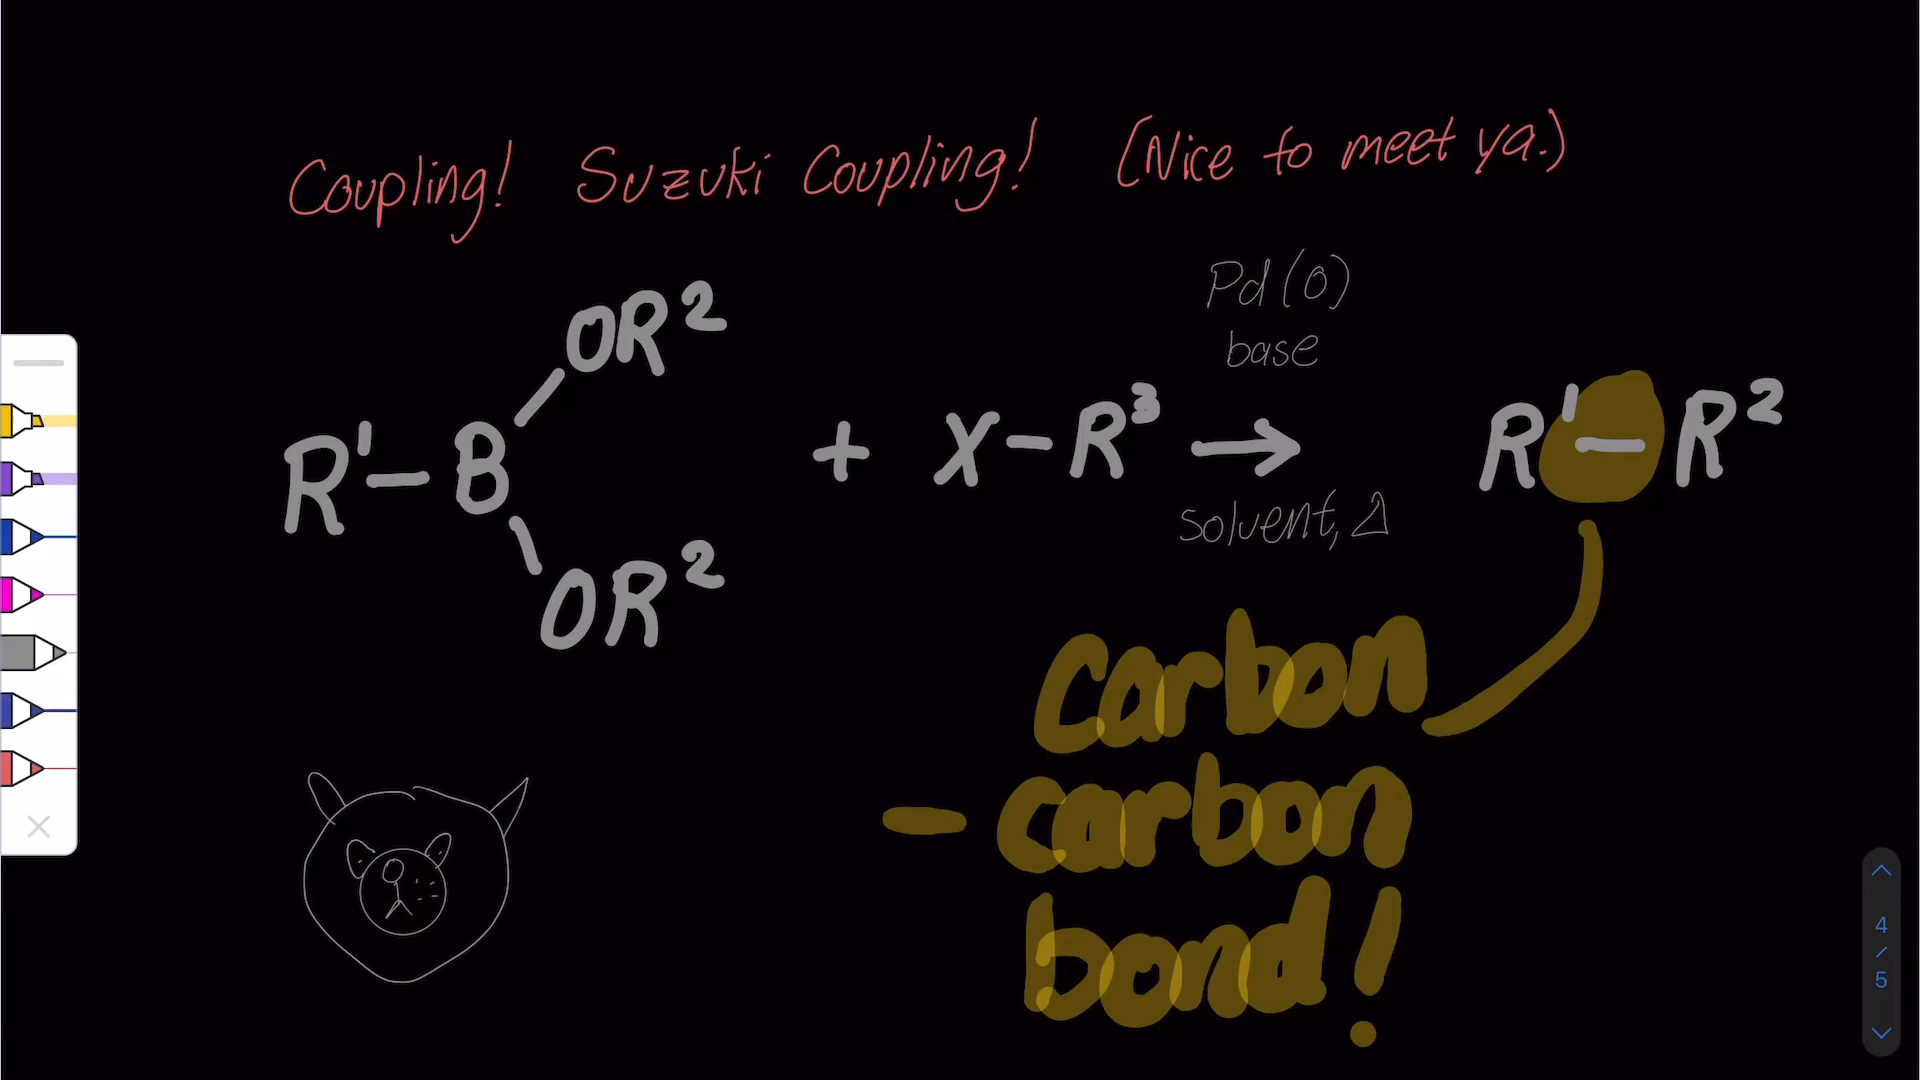 Coupling! Suzuki Coupling! (Nice to meet ya.)
OR²
Pd(0)
base
R¹–B + X–R³ → R¹–R²
solvent, Δ
OR²
Carbon
-carbon
bond!
4
/
5